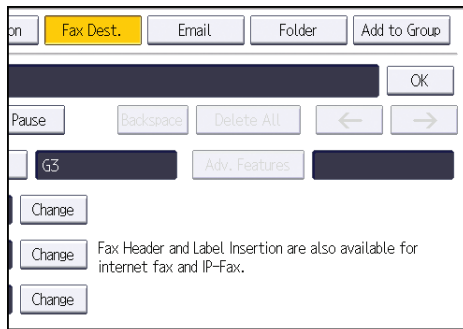 on Fax Dest. Email Folder Add to Group
OK
Pause Backspace Delete All ← →
G3 Adv. Features
Change
Change Fax Header and Label Insertion are also available for
internet fax and IP-Fax.
Change